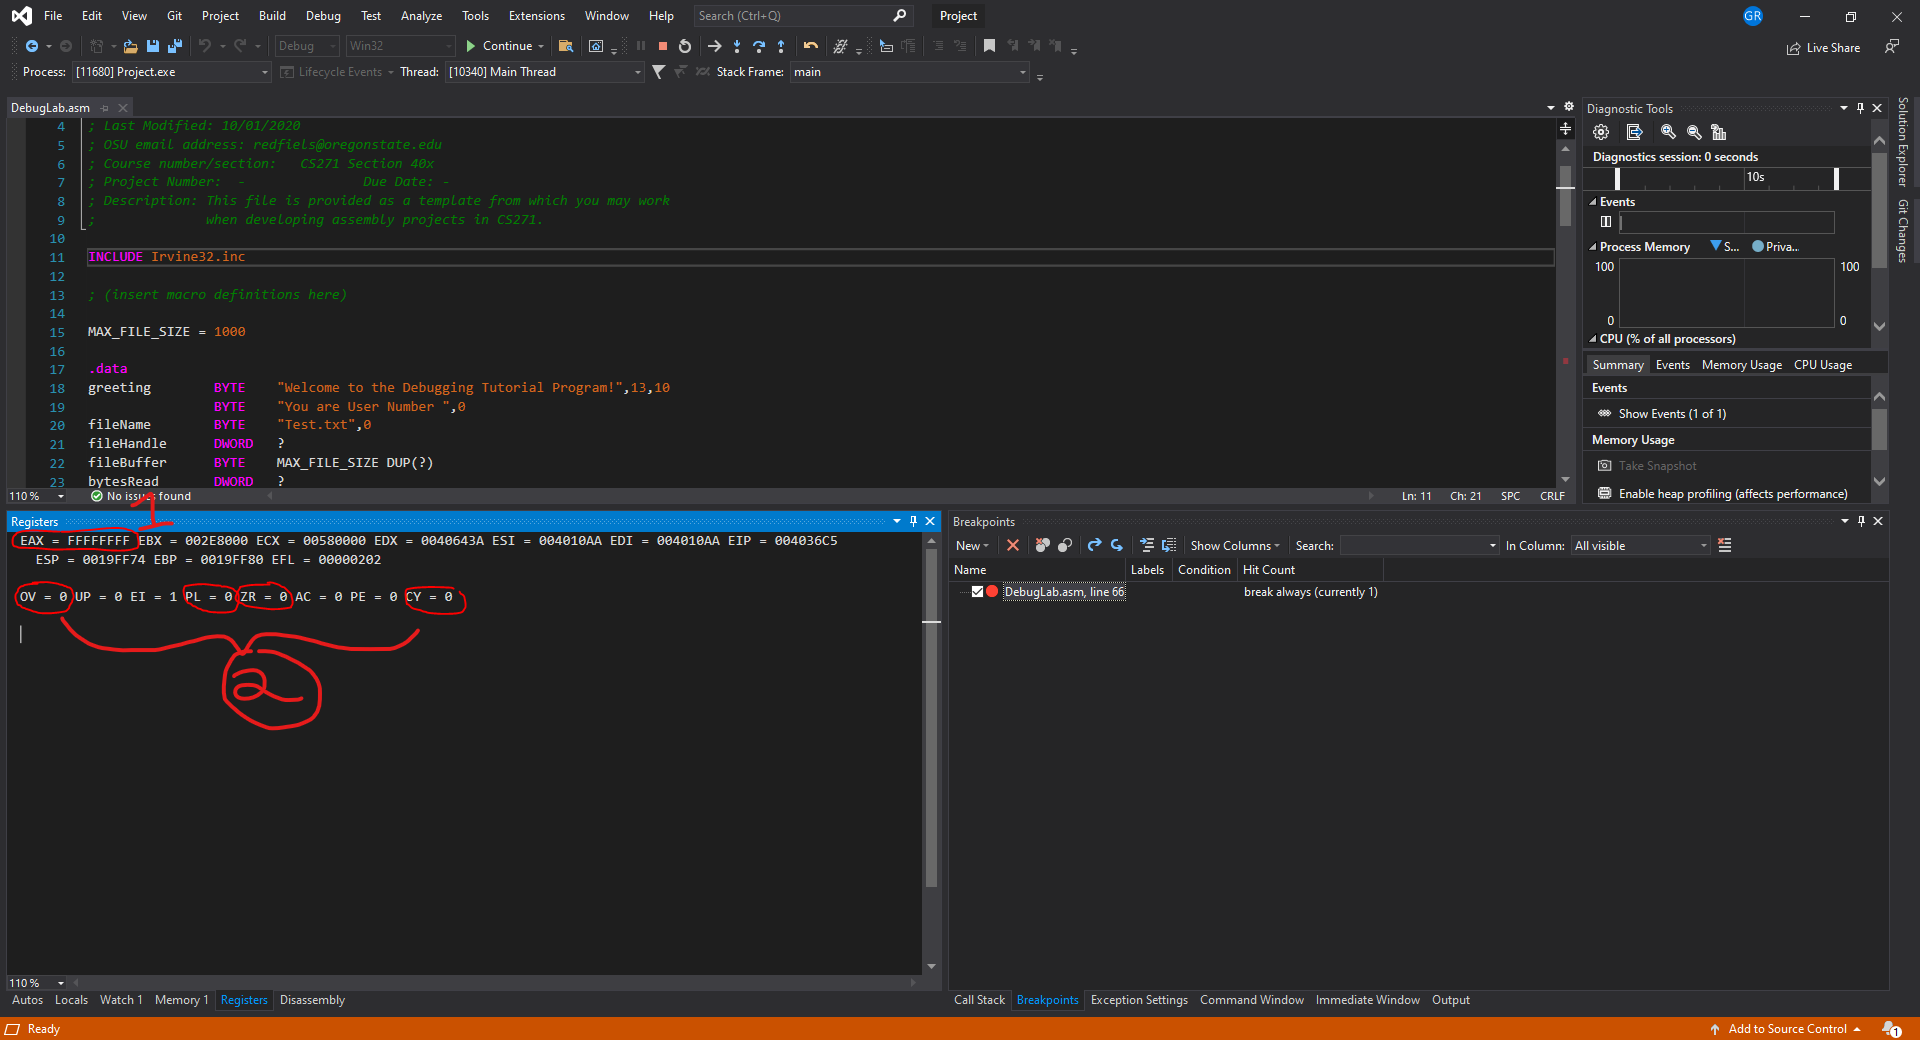 File Edit View Git Project Build Debug Test Analyze Tools Extensions Window Help Search (Ctrl+Q) Project GR
Debug Win32 Continue Live Share
Process: [11680] Project.exe Lifecycle Events Thread: [10340] Main Thread Stack Frame: main
DebugLab.asm
4 ; Last Modified: 10/01/2020
5 ; OSU email address: redfiels@oregonstate.edu
6 ; Course number/section: CS271 Section 40x
7 ; Project Number: - Due Date: -
8 ; Description: This file is provided as a template from which you may work
9 ; when developing assembly projects in CS271.
10
11 INCLUDE Irvine32.inc
12
13 ; (insert macro definitions here)
14
15 MAX_FILE_SIZE = 1000
16
17 .data
18 greeting BYTE "Welcome to the Debugging Tutorial Program!",13,10
19 BYTE "You are User Number ",0
20 fileName BYTE "Test.txt",0
21 fileHandle DWORD ?
22 fileBuffer BYTE MAX_FILE_SIZE DUP(?)
23 bytesRead DWORD ?
110 % No issues found Ln: 11 Ch: 21 SPC CRLF
Diagnostic Tools
Diagnostics session: 0 seconds
10s
Events
Process Memory S... Priva...
100 100
0 0
CPU (% of all processors)
Summary Events Memory Usage CPU Usage
Events
Show Events (1 of 1)
Memory Usage
Take Snapshot
Enable heap profiling (affects performance)
Solution Explorer
Git Changes
1
Registers
EAX = FFFFFFFF EBX = 002E8000 ECX = 00580000 EDX = 0040643A ESI = 004010AA EDI = 004010AA EIP = 004036C5
ESP = 0019FF74 EBP = 0019FF80 EFL = 00000202
OV = 0 UP = 0 EI = 1 PL = 0 ZR = 0 AC = 0 PE = 0 CY = 0
2
110 %
Autos Locals Watch 1 Memory 1 Registers Disassembly
Breakpoints
New Show Columns Search: In Column: All visible
Name Labels Condition Hit Count
DebugLab.asm, line 66 break always (currently 1)
Call Stack Breakpoints Exception Settings Command Window Immediate Window Output
Ready Add to Source Control 1